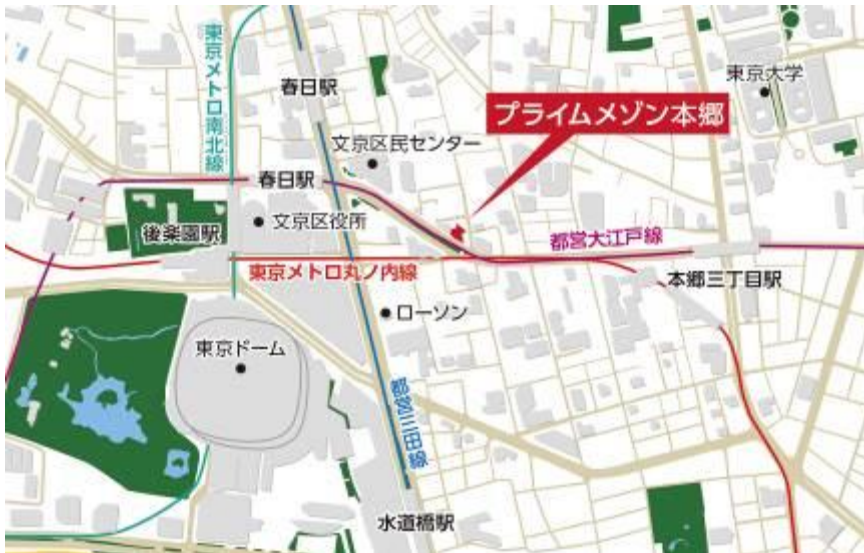 東京メトロ南北線
春日駅
東京大学
プライムメゾン本郷
文京区民センター
春日駅
文京区役所
後楽園駅
都営大江戸線
東京メトロ丸ノ内線
本郷三丁目駅
ローソン
東京ドーム
都営三田線
水道橋駅